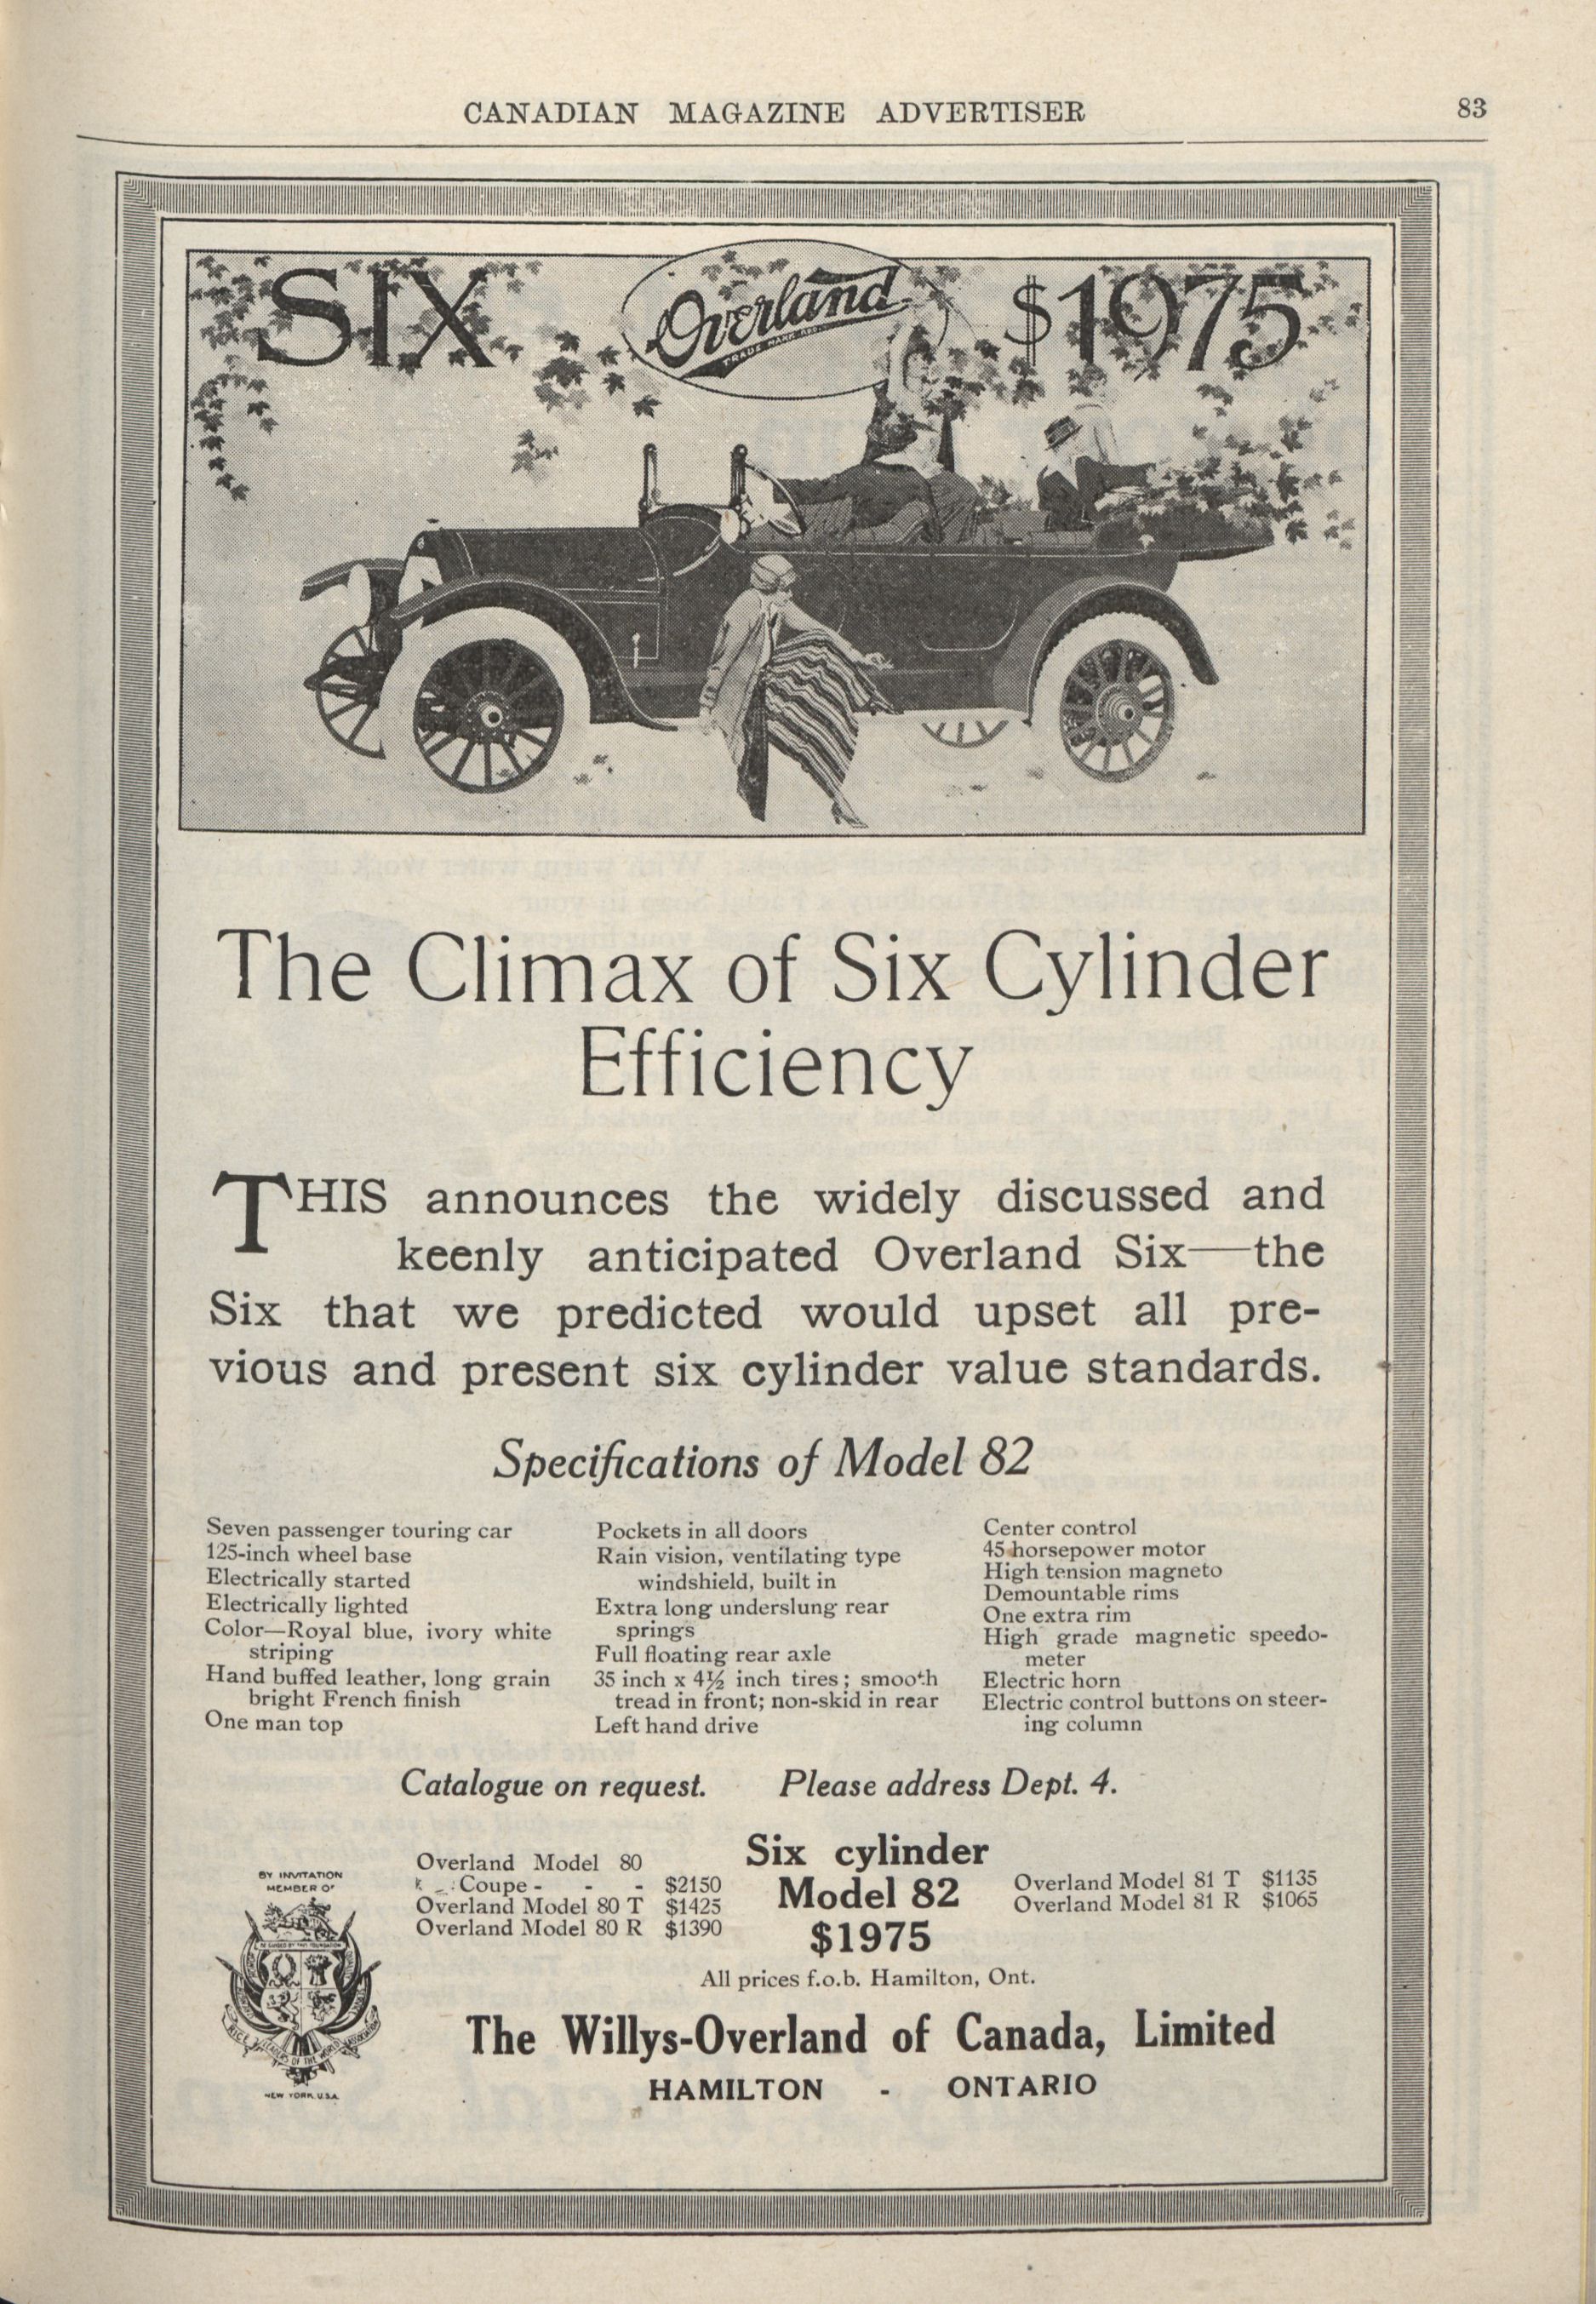 CANADIAN MAGAZINE ADVERTISER 83
SIX Overland $1975
TRADE MARK REG.
The Climax of Six Cylinder
Efficiency
THIS announces the widely discussed and
keenly anticipated Overland Six—the
Six that we predicted would upset all pre-
vious and present six cylinder value standards.
Specifications of Model 82
Seven passenger touring car
125-inch wheel base
Electrically started
Electrically lighted
Color—Royal blue, ivory white
striping
Hand buffed leather, long grain
bright French finish
One man top
Pockets in all doors
Rain vision, ventilating type
windshield, built in
Extra long underslung rear
springs
Full floating rear axle
35 inch x 4½ inch tires; smooth
tread in front; non-skid in rear
Left hand drive
Center control
45 horsepower motor
High tension magneto
Demountable rims
One extra rim
High grade magnetic speedo-
meter
Electric horn
Electric control buttons on steer-
ing column
Catalogue on request. Please address Dept. 4.
BY INVITATION
MEMBER OF
RICE LEADERS OF THE WORLD ASSOCIATION
NEW YORK, U.S.A.
Overland Model 80
Coupe - - - $2150
Overland Model 80 T $1425
Overland Model 80 R $1390
Six cylinder
Model 82
$1975
Overland Model 81 T $1135
Overland Model 81 R $1065
All prices f.o.b. Hamilton, Ont.
The Willys-Overland of Canada, Limited
HAMILTON - ONTARIO